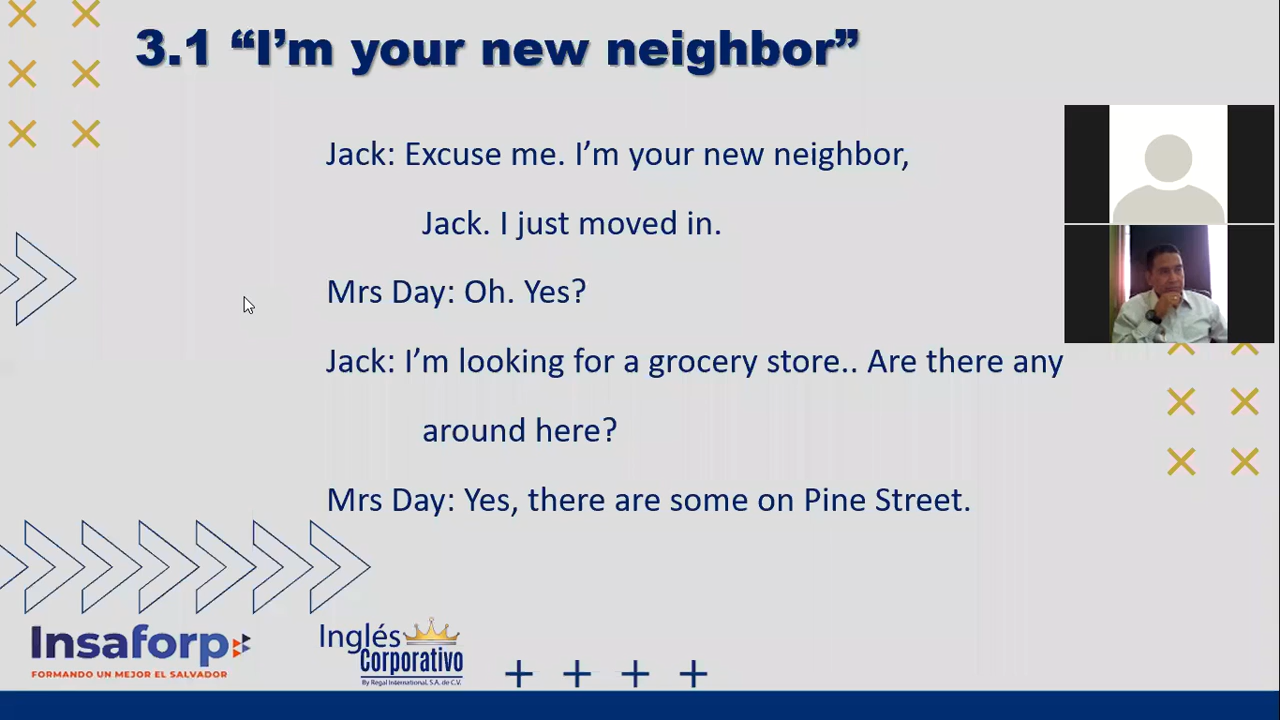 3.1 “I’m your new neighbor”
Jack: Excuse me. I’m your new neighbor,
Jack. I just moved in.
Mrs Day: Oh. Yes?
Jack: I’m looking for a grocery store.. Are there any
around here?
Mrs Day: Yes, there are some on Pine Street.
Insaforp
FORMANDO UN MEJOR EL SALVADOR
Inglés
Corporativo
By Regal International, S.A. de C.V.